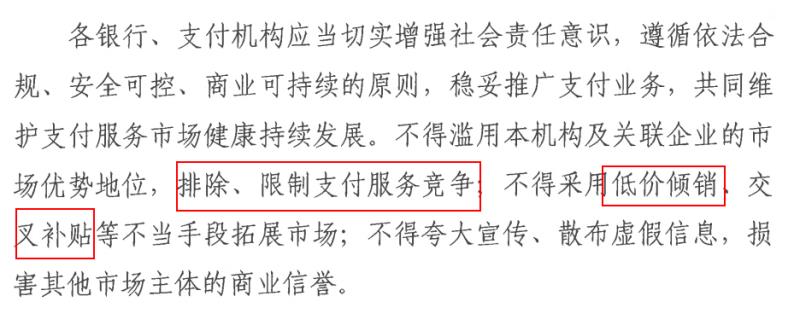 各银行、支付机构应当切实增强社会责任意识，遵循依法合
规、安全可控、商业可持续的原则，稳妥推广支付业务，共同维
护支付服务市场健康持续发展。不得滥用本机构及关联企业的市
场优势地位，排除、限制支付服务竞争；不得采用低价倾销、交
叉补贴等不当手段拓展市场；不得夸大宣传、散布虚假信息，损
害其他市场主体的商业信誉。